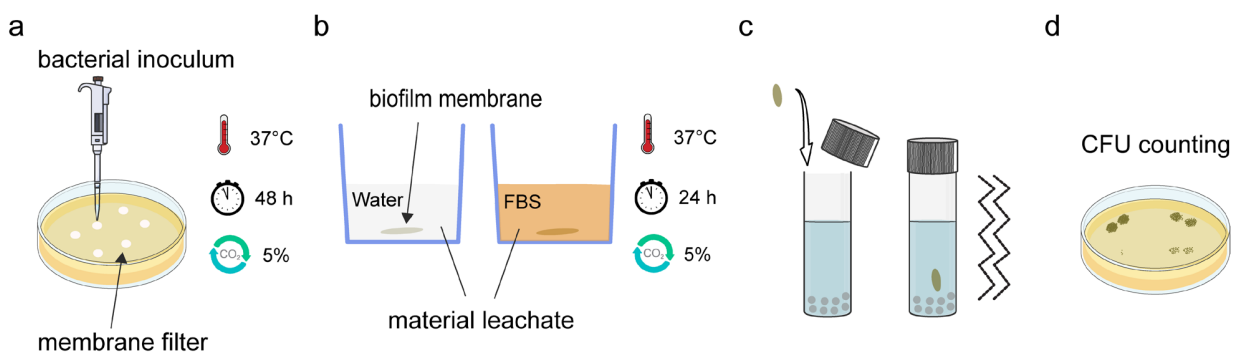 a
bacterial inoculum
37°C
48 h
CO₂
5%
membrane filter
b
biofilm membrane
Water
FBS
37°C
24 h
CO₂
5%
material leachate
c
d
CFU counting